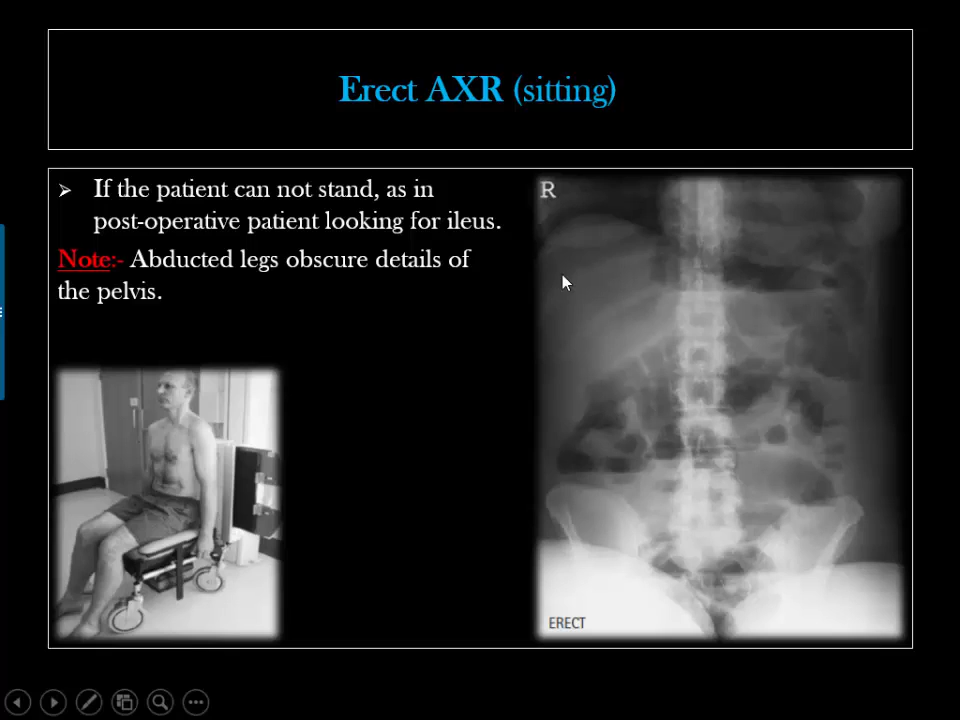 Erect AXR (sitting)
If the patient can not stand, as in
post-operative patient looking for ileus.
Note:- Abducted legs obscure details of
the pelvis.
R
ERECT